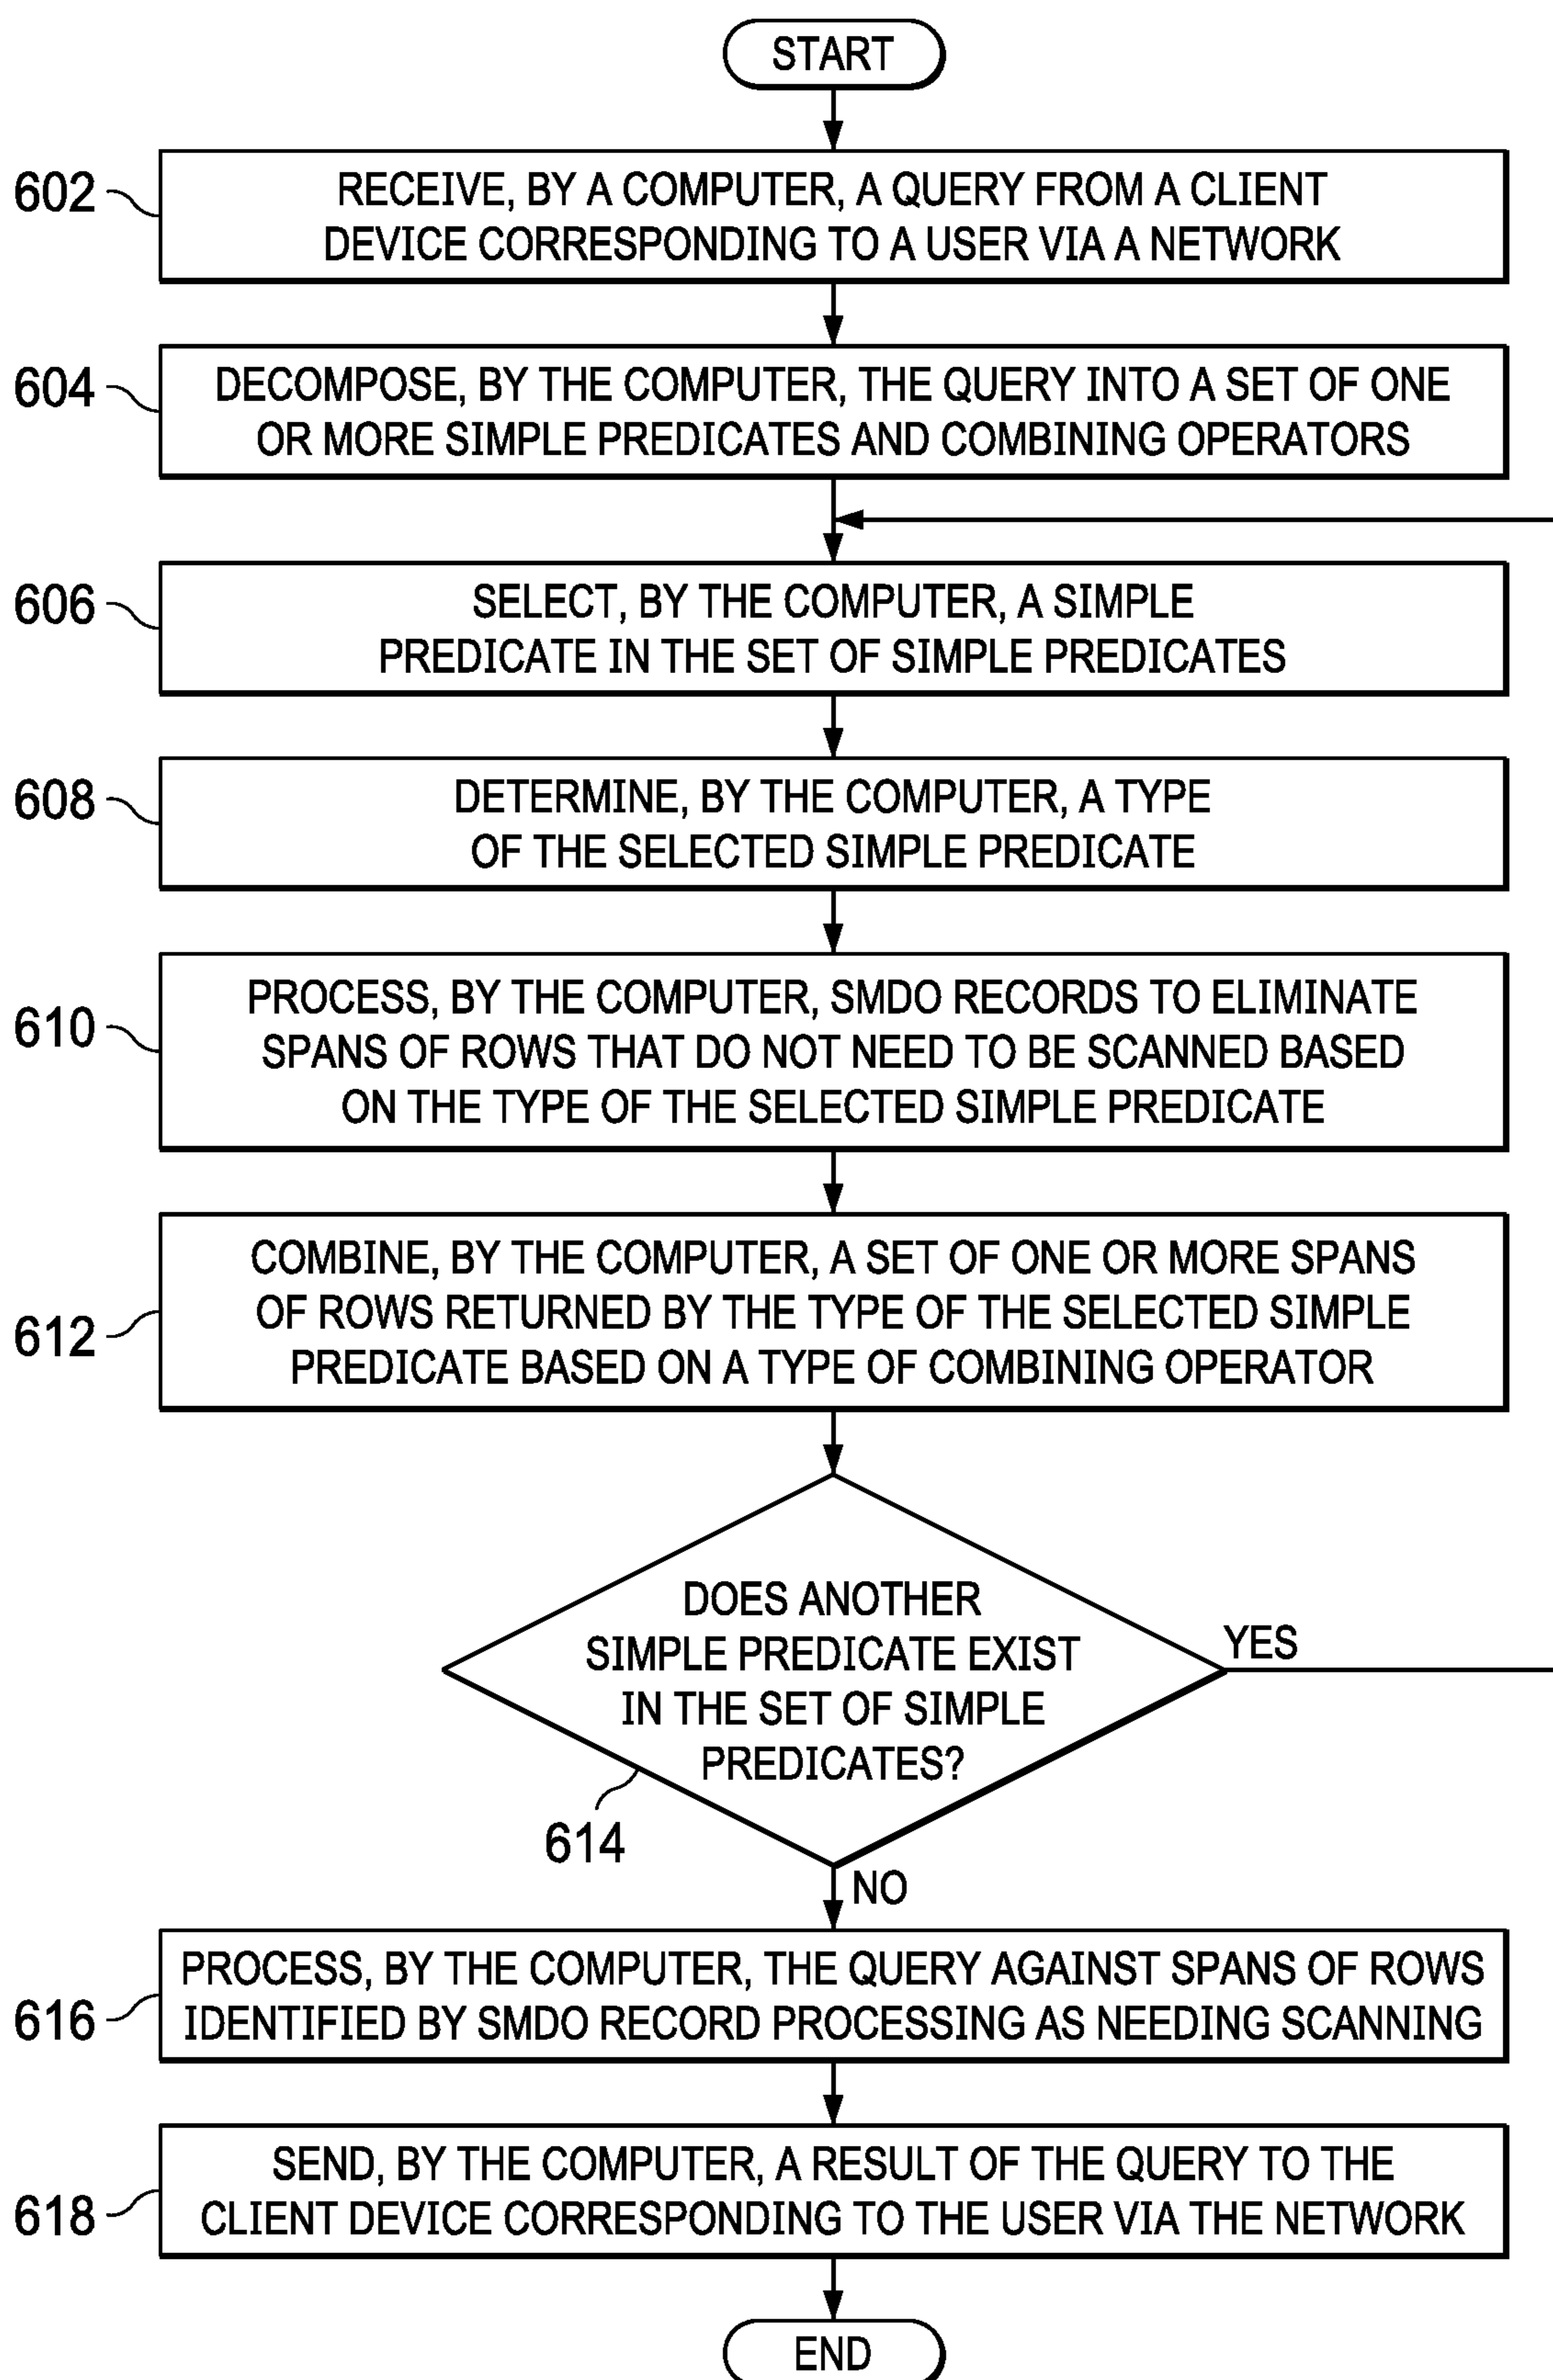 START
602
RECEIVE, BY A COMPUTER, A QUERY FROM A CLIENT
DEVICE CORRESPONDING TO A USER VIA A NETWORK
604
DECOMPOSE, BY THE COMPUTER, THE QUERY INTO A SET OF ONE
OR MORE SIMPLE PREDICATES AND COMBINING OPERATORS
606
SELECT, BY THE COMPUTER, A SIMPLE
PREDICATE IN THE SET OF SIMPLE PREDICATES
608
DETERMINE, BY THE COMPUTER, A TYPE
OF THE SELECTED SIMPLE PREDICATE
610
PROCESS, BY THE COMPUTER, SMDO RECORDS TO ELIMINATE
SPANS OF ROWS THAT DO NOT NEED TO BE SCANNED BASED
ON THE TYPE OF THE SELECTED SIMPLE PREDICATE
612
COMBINE, BY THE COMPUTER, A SET OF ONE OR MORE SPANS
OF ROWS RETURNED BY THE TYPE OF THE SELECTED SIMPLE
PREDICATE BASED ON A TYPE OF COMBINING OPERATOR
DOES ANOTHER
SIMPLE PREDICATE EXIST
IN THE SET OF SIMPLE
PREDICATES?
YES
614
NO
616
PROCESS, BY THE COMPUTER, THE QUERY AGAINST SPANS OF ROWS
IDENTIFIED BY SMDO RECORD PROCESSING AS NEEDING SCANNING
618
SEND, BY THE COMPUTER, A RESULT OF THE QUERY TO THE
CLIENT DEVICE CORRESPONDING TO THE USER VIA THE NETWORK
END